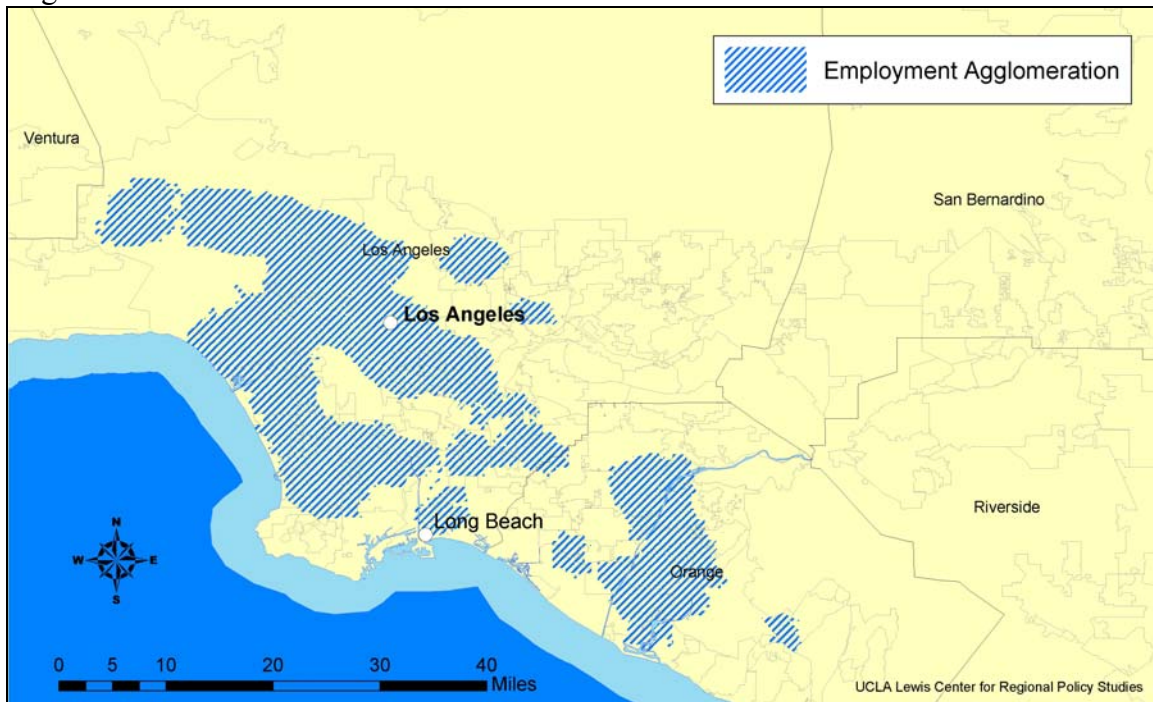 Employment Agglomeration
Ventura
San Bernardino
Los Angeles
Los Angeles
Riverside
Long Beach
Orange
N
W E
S
0 5 10 20 30 40
Miles
UCLA Lewis Center for Regional Policy Studies